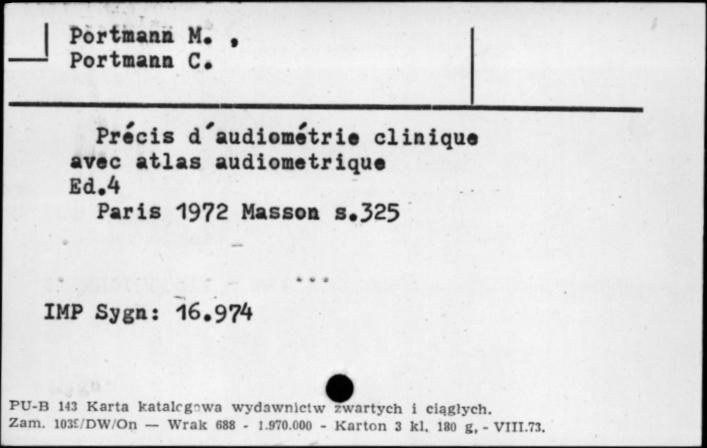 Portmann M. ,
Portmann C.
Précis d'audiométrie clinique
avec atlas audiometrique
Ed.4
Paris 1972 Masson s.325
IMP Sygn: 16.974
PU-B 143 Karta katalogowa wydawnictw zwartych i ciągłych.
Zam. 1035/DW/On — Wrak 688 - 1.970.000 - Karton 3 kl. 180 g, - VIII.73.